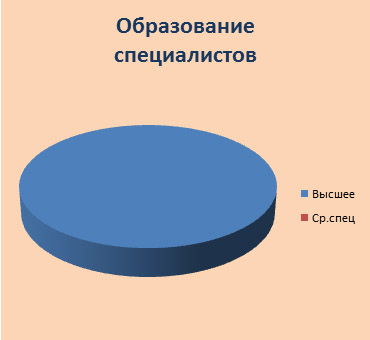 Образование
специалистов
Высшее
Ср.спец